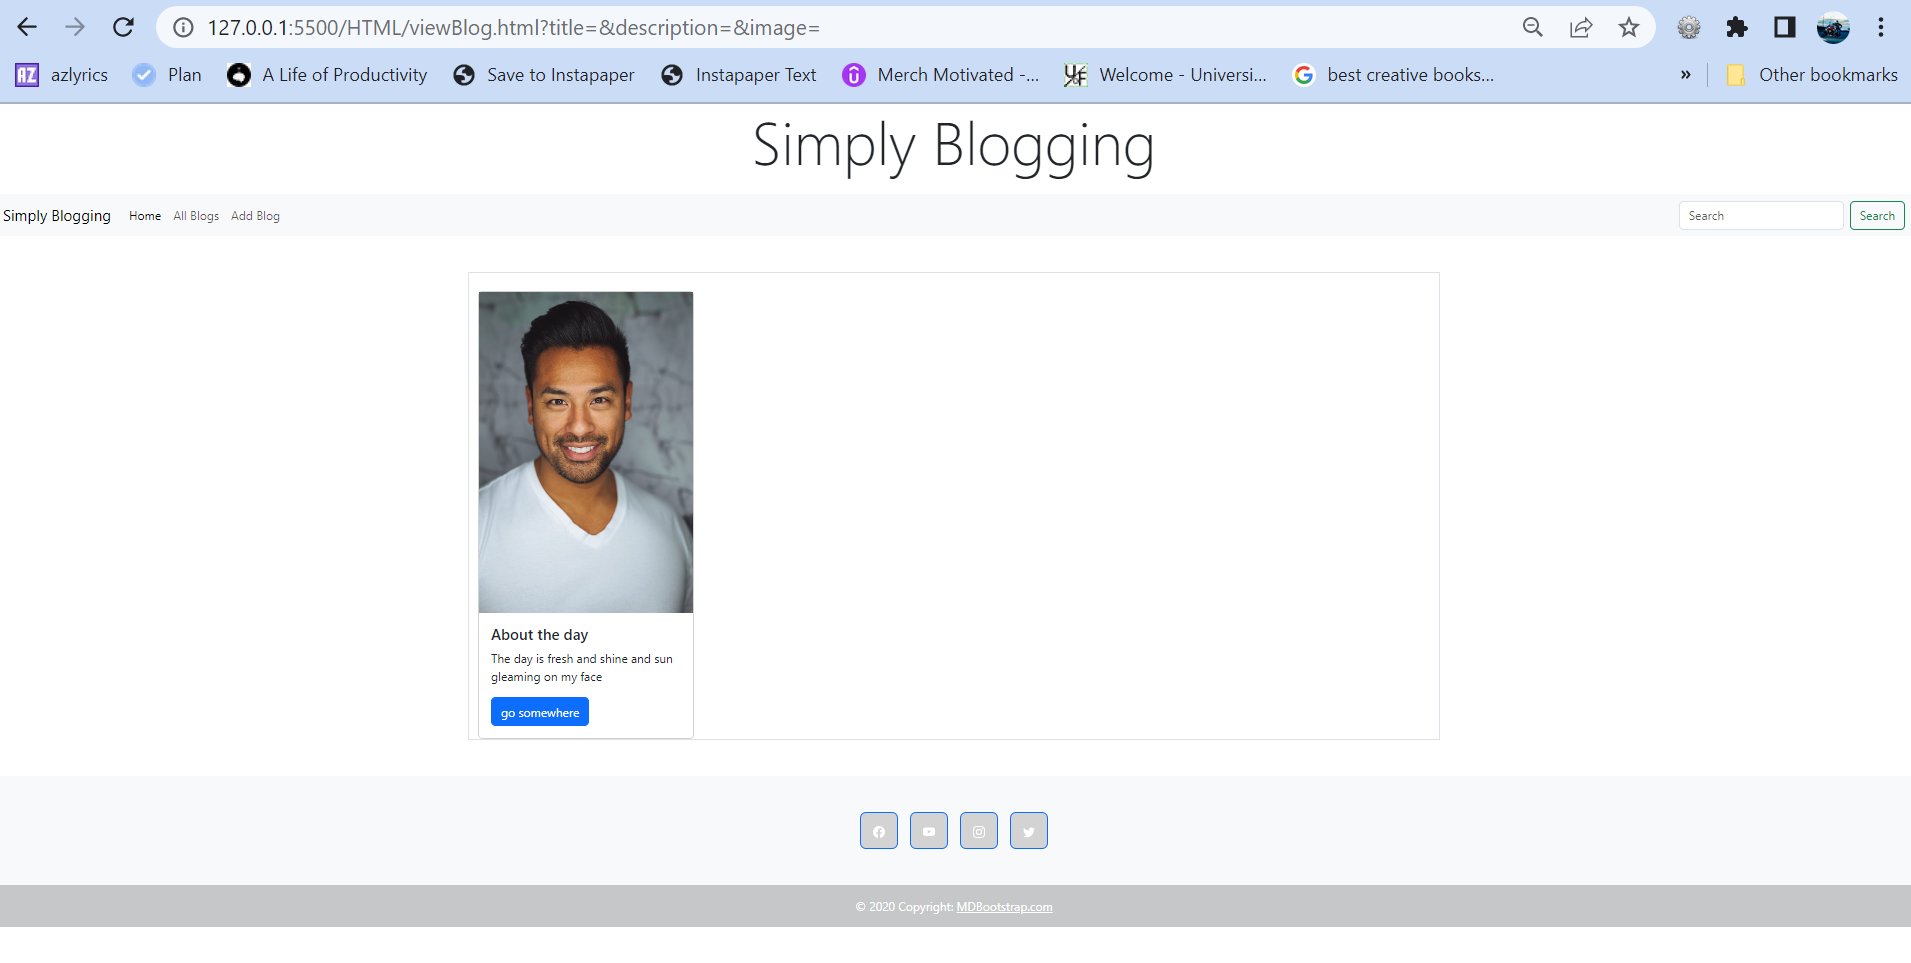 127.0.0.1:5500/HTML/viewBlog.html?title=&description=&image=
AZ azlyrics Plan A Life of Productivity Save to Instapaper Instapaper Text Merch Motivated -... Welcome - Universi... G best creative books... » Other bookmarks
Simply Blogging
Simply Blogging Home All Blogs Add Blog Search Search
About the day
The day is fresh and shine and sun
gleaming on my face
go somewhere
© 2020 Copyright: MDBootstrap.com